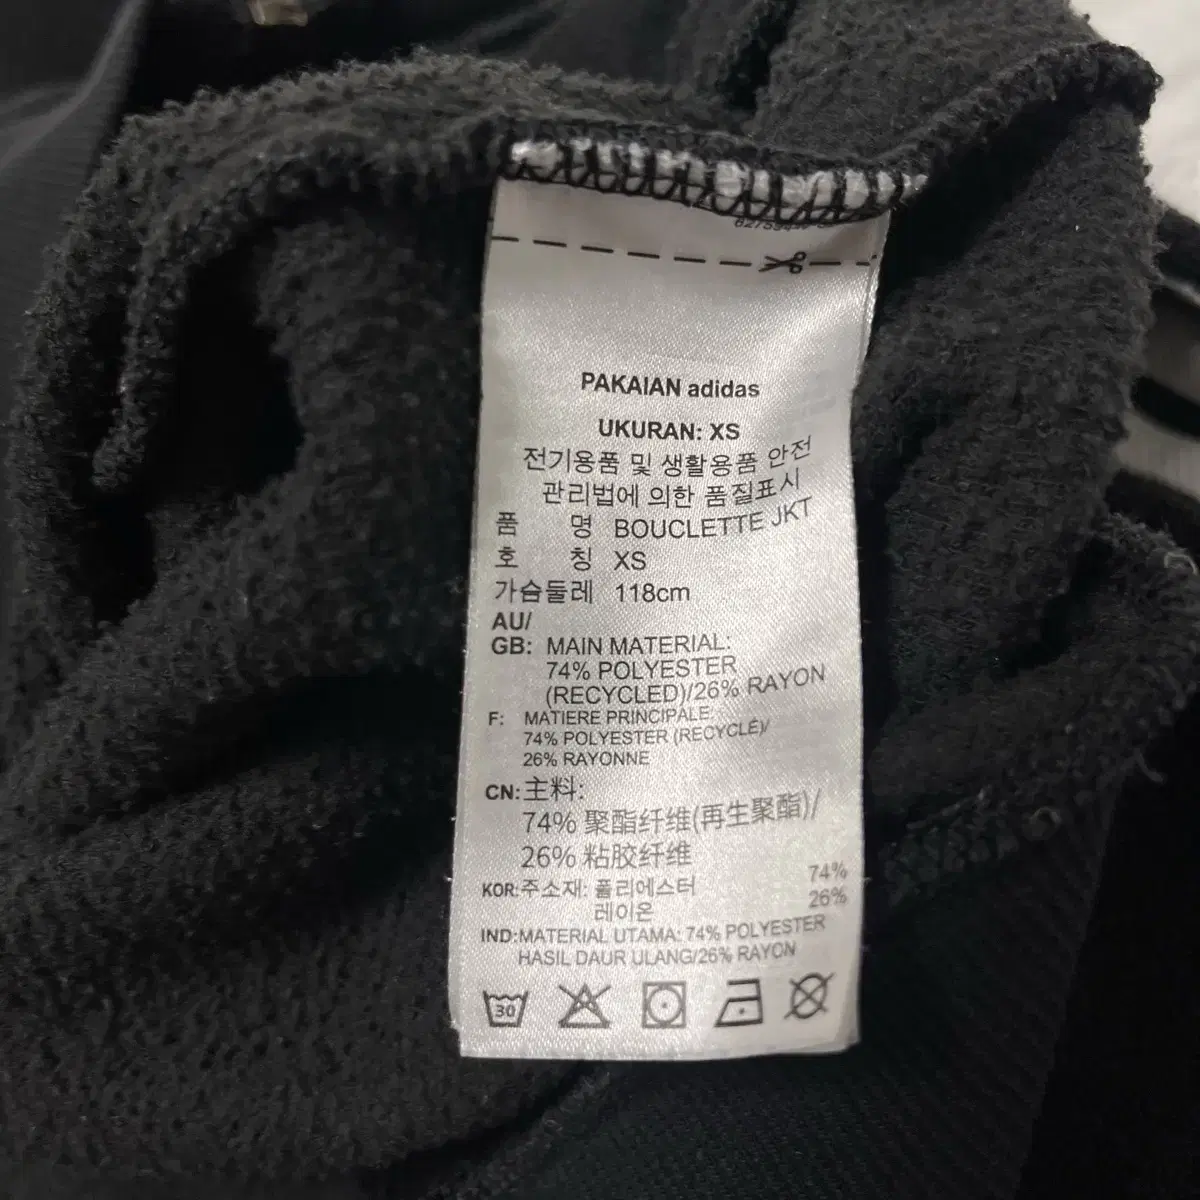 PAKAIAN adidas
UKURAN: XS
전기용품 및 생활용품 안전
관리법에 의한 품질표시
품 명 BOUCLETTE JKT
호 칭 XS
가슴둘레 118cm
AU/
GB: MAIN MATERIAL:
74% POLYESTER
(RECYCLED)/26% RAYON
F: MATIERE PRINCIPALE:
74% POLYESTER (RECYCLÉ)/
26% RAYONNE
CN:主料:
74% 聚酯纤维(再生聚酯)/
26% 粘胶纤维
KOR:주소재: 폴리에스터 74%
레이온 26%
IND:MATERIAL UTAMA: 74% POLYESTER
HASIL DAUR ULANG/26% RAYON
30